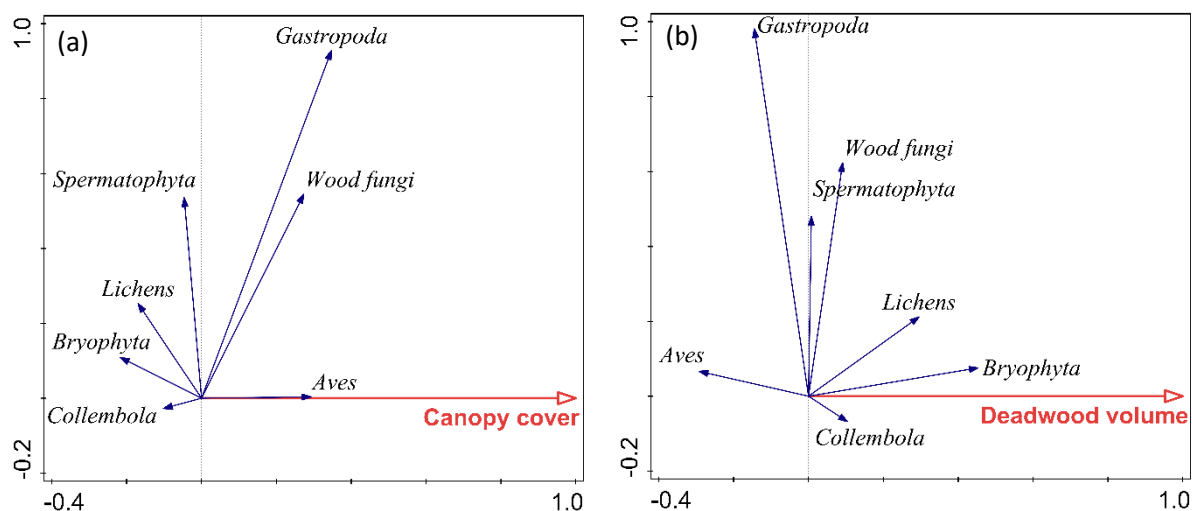 (a)
1.0
Gastropoda
Spermatophyta
Wood fungi
Lichens
Bryophyta
Aves
Collembola
Canopy cover
-0.2
-0.4
1.0
(b)
1.0
Gastropoda
Wood fungi
Spermatophyta
Lichens
Aves
Bryophyta
Deadwood volume
Collembola
-0.2
-0.4
1.0